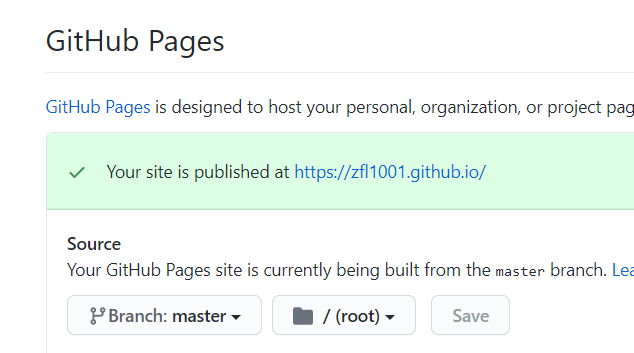 GitHub Pages
GitHub Pages is designed to host your personal, organization, or project pag
Your site is published at https://zfl1001.github.io/
Source
Your GitHub Pages site is currently being built from the master branch. Lea
Branch: master
/ (root)
Save